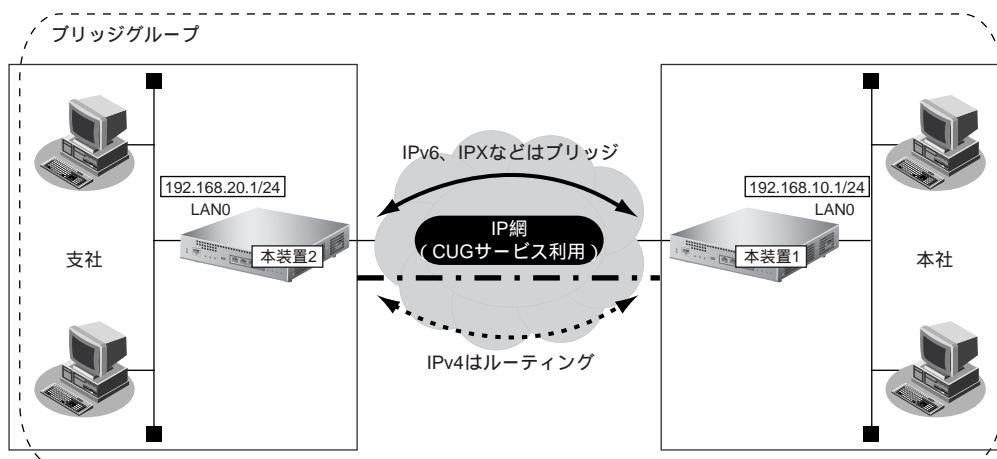 ブリッジグループ
IPv6、IPXなどはブリッジ
192.168.20.1/24
LAN0
192.168.10.1/24
LAN0
IP網
（CUGサービス利用）
支社
本装置2
本装置1
本社
IPv4はルーティング